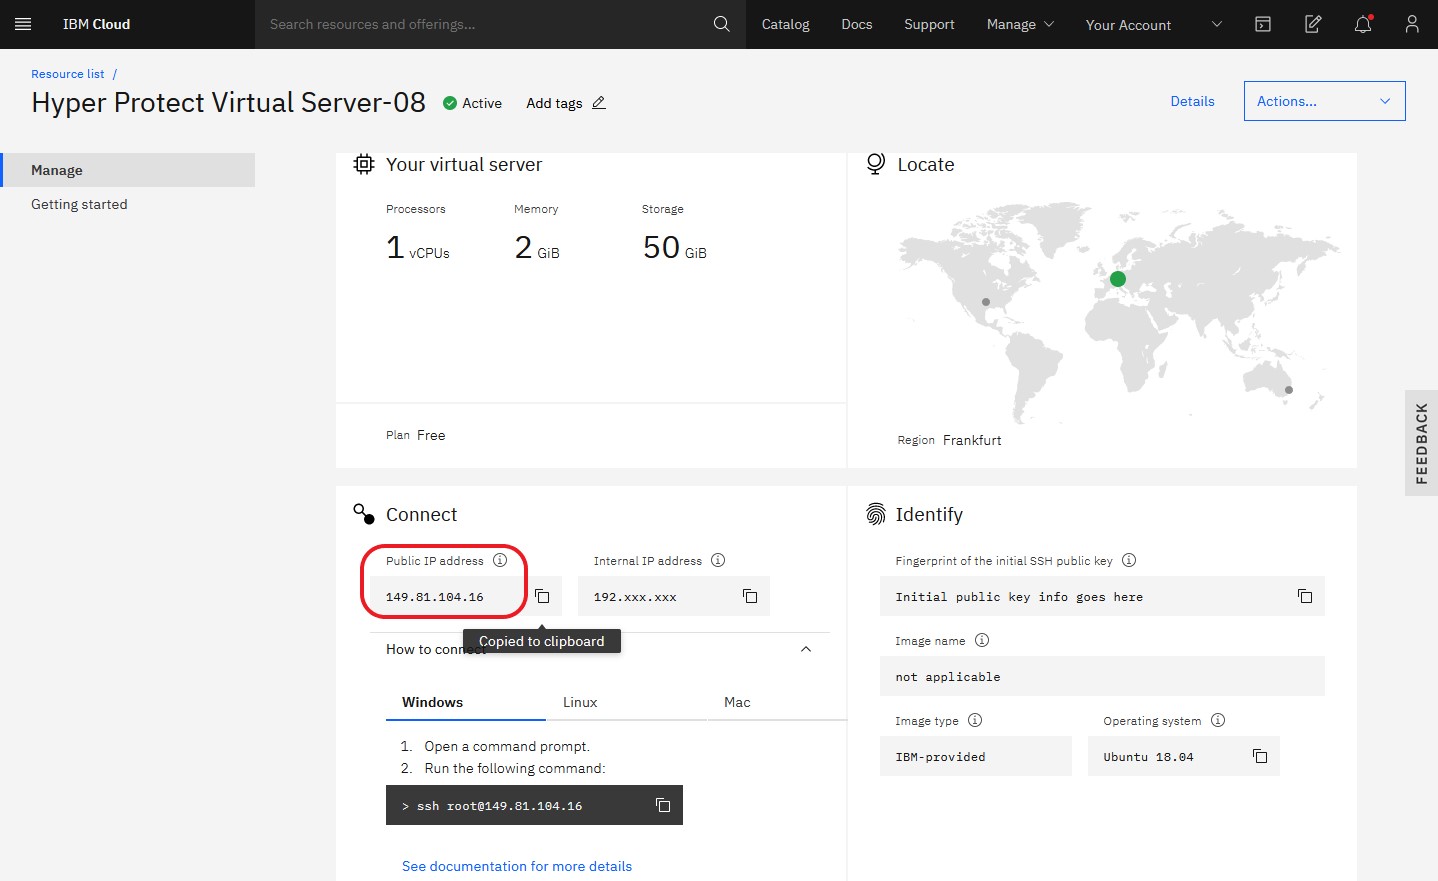 IBM Cloud
Search resources and offerings...
Catalog
Docs
Support
Manage
Your Account
Resource list /
Hyper Protect Virtual Server-08
Active
Add tags
Details
Actions...
Manage
Getting started
Your virtual server
Processors
Memory
Storage
1 vCPUs
2 GiB
50 GiB
Plan Free
Locate
Region Frankfurt
FEEDBACK
Connect
Public IP address
Internal IP address
149.81.104.16
192.xxx.xxx
Copied to clipboard
How to connect
Windows
Linux
Mac
1. Open a command prompt.
2. Run the following command:
> ssh root@149.81.104.16
See documentation for more details
Identify
Fingerprint of the initial SSH public key
Initial public key info goes here
Image name
not applicable
Image type
Operating system
IBM-provided
Ubuntu 18.04